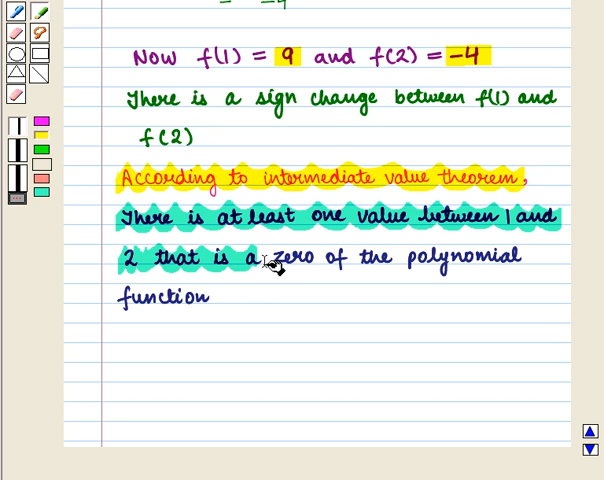 = -4
Now f(1) = 9 and f(2) = -4
There is a sign change between f(1) and
f(2)
According to intermediate value theorem,
There is at least one value between 1 and
2 that is a zero of the polynomial
function